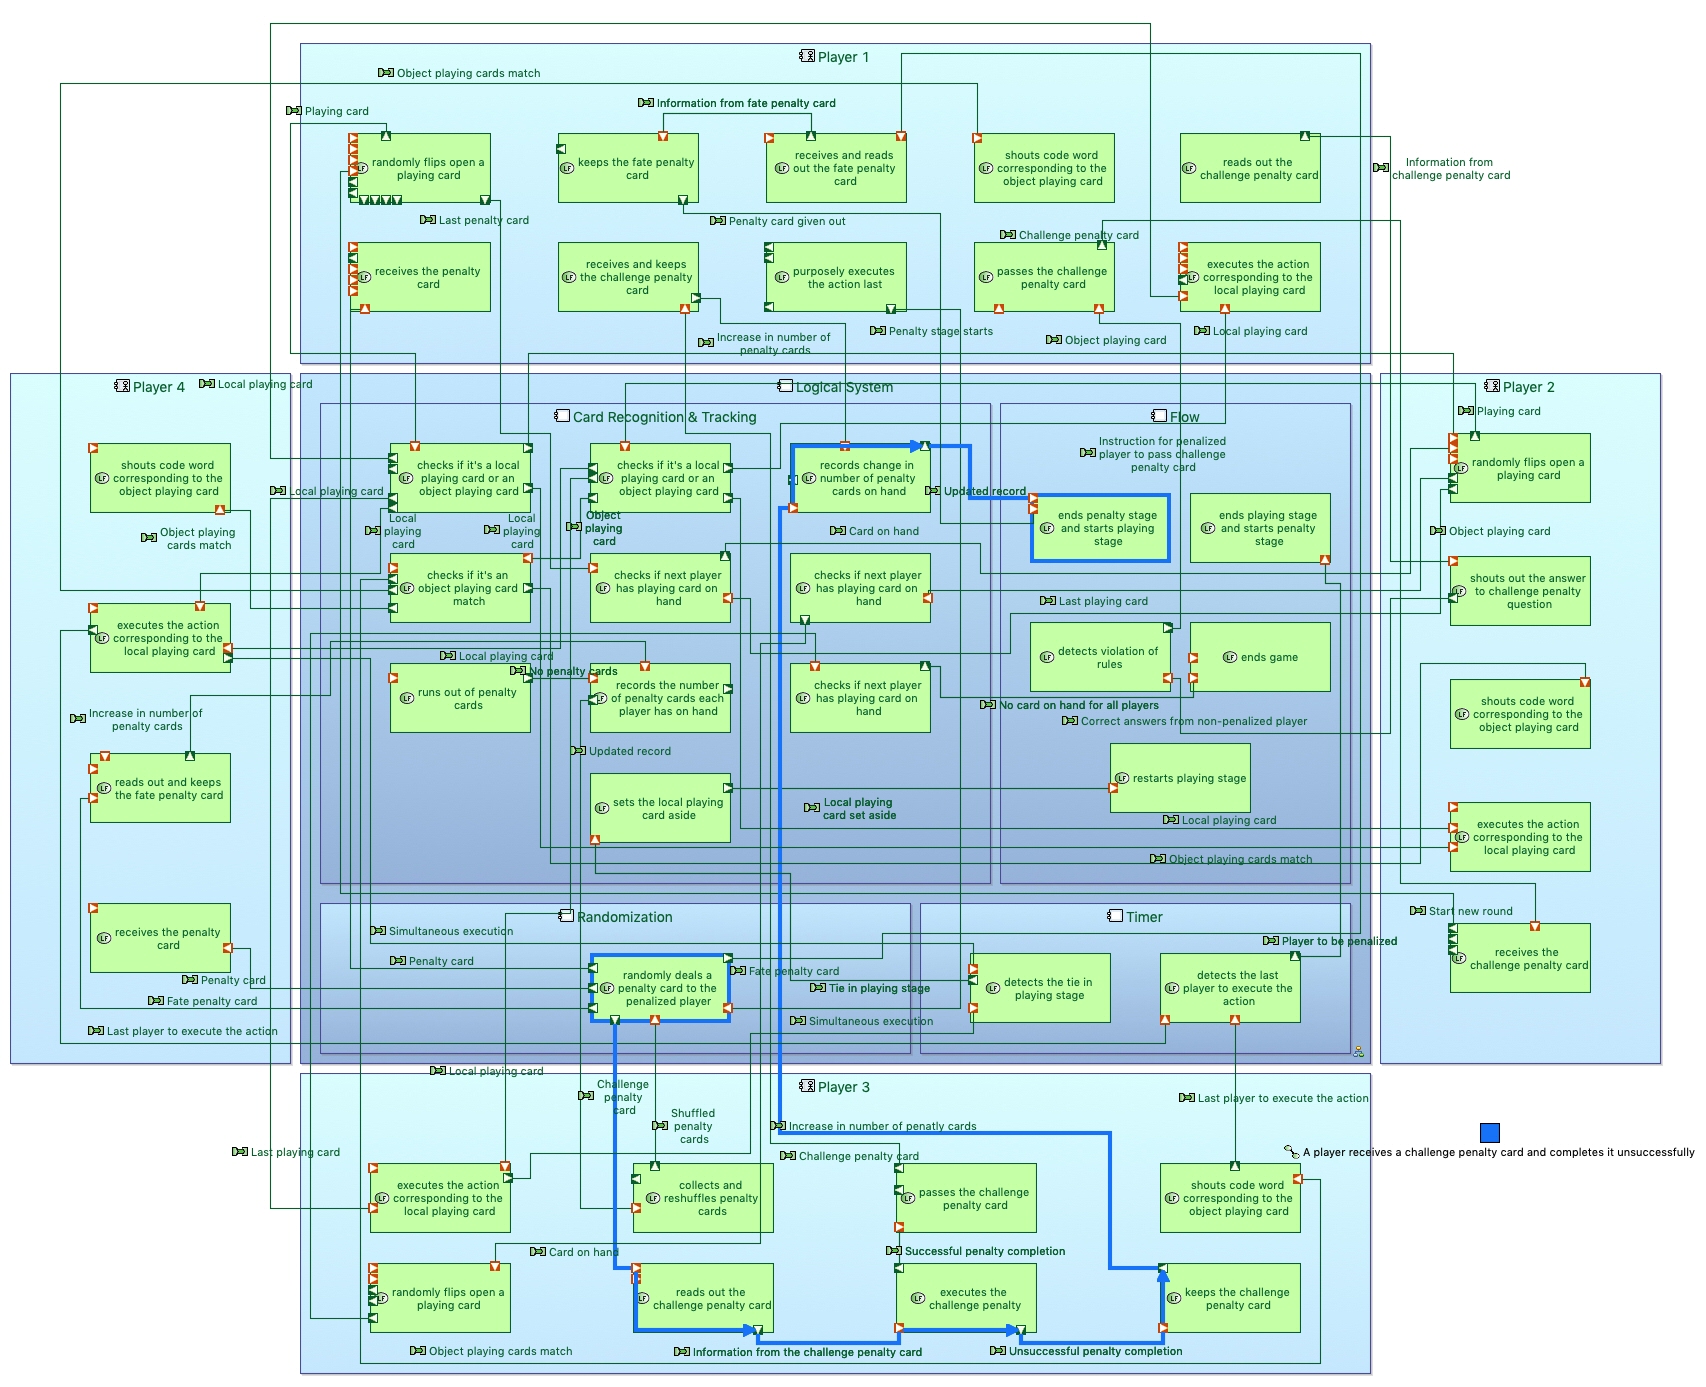 Player 1
Object playing cards match
Playing card
Information from fate penalty card
randomly flips open a
playing card
keeps the fate penalty
card
receives and reads
out the fate penalty
card
shouts code word
corresponding to the
object playing card
reads out the
challenge penalty card
Information from
challenge penalty card
Last penalty card
Penalty card given out
Challenge penalty card
receives the penalty
card
receives and keeps
the challenge penalty
card
purposely executes
the action last
passes the challenge
penalty card
executes the action
corresponding to the
local playing card
Increase in number of
penalty cards
Penalty stage starts
Object playing card
Local playing card
Player 4
Local playing card
shouts code word
corresponding to the
object playing card
Object playing
cards match
executes the action
corresponding to the
local playing card
Increase in number of
penalty cards
reads out and keeps
the fate penalty card
receives the penalty
card
Penalty card
Fate penalty card
Last player to execute the action
Logical System
Card Recognition & Tracking
checks if it's a local
playing card or an
object playing card
checks if it's a local
playing card or an
object playing card
records change in
number of penalty
cards on hand
Local playing card
Local
playing
card
Local
playing
card
Object
playing
card
Updated record
Card on hand
checks if it's an
object playing card
match
checks if next player
has playing card on
hand
checks if next player
has playing card on
hand
Local playing card
No penalty cards
runs out of penalty
cards
records the number
of penalty cards each
player has on hand
checks if next player
has playing card on
hand
Updated record
sets the local playing
card aside
Local playing
card set aside
Flow
Instruction for penalized
player to pass challenge
penalty card
ends penalty stage
and starts playing
stage
ends playing stage
and starts penalty
stage
Last playing card
detects violation of
rules
ends game
No card on hand for all players
Correct answers from non-penalized player
restarts playing stage
Local playing card
Object playing cards match
Player 2
Playing card
randomly flips open a
playing card
Object playing card
shouts out the answer
to challenge penalty
question
shouts code word
corresponding to the
object playing card
executes the action
corresponding to the
local playing card
Start new round
receives the
challenge penalty card
Randomization
Simultaneous execution
Penalty card
randomly deals a
penalty card to the
penalized player
Fate penalty card
Tie in playing stage
Simultaneous execution
Timer
Player to be penalized
detects the tie in
playing stage
detects the last
player to execute the
action
Local playing card
Player 3
Challenge
penalty
card
Shuffled
penalty
cards
Increase in number of penatly cards
Last player to execute the action
Last playing card
Challenge penalty card
A player receives a challenge penalty card and completes it unsuccessfully
executes the action
corresponding to the
local playing card
collects and
reshuffles penalty
cards
passes the challenge
penalty card
shouts code word
corresponding to the
object playing card
Card on hand
Successful penalty completion
randomly flips open a
playing card
reads out the
challenge penalty card
executes the
challenge penalty
keeps the challenge
penalty card
Object playing cards match
Information from the challenge penalty card
Unsuccessful penalty completion